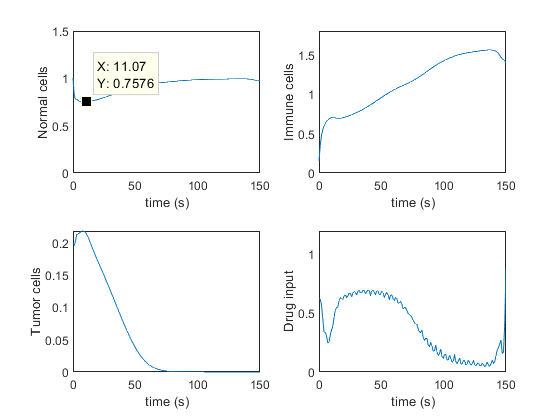 1.5
1
0.5
0
Normal cells
X: 11.07
Y: 0.7576
0 50 100 150
time (s)
1.5
1
0.5
0
Immune cells
0 50 100 150
time (s)
0.2
0.15
0.1
0.05
0
Tumor cells
0 50 100 150
time (s)
1
0.5
0
Drug input
0 50 100 150
time (s)